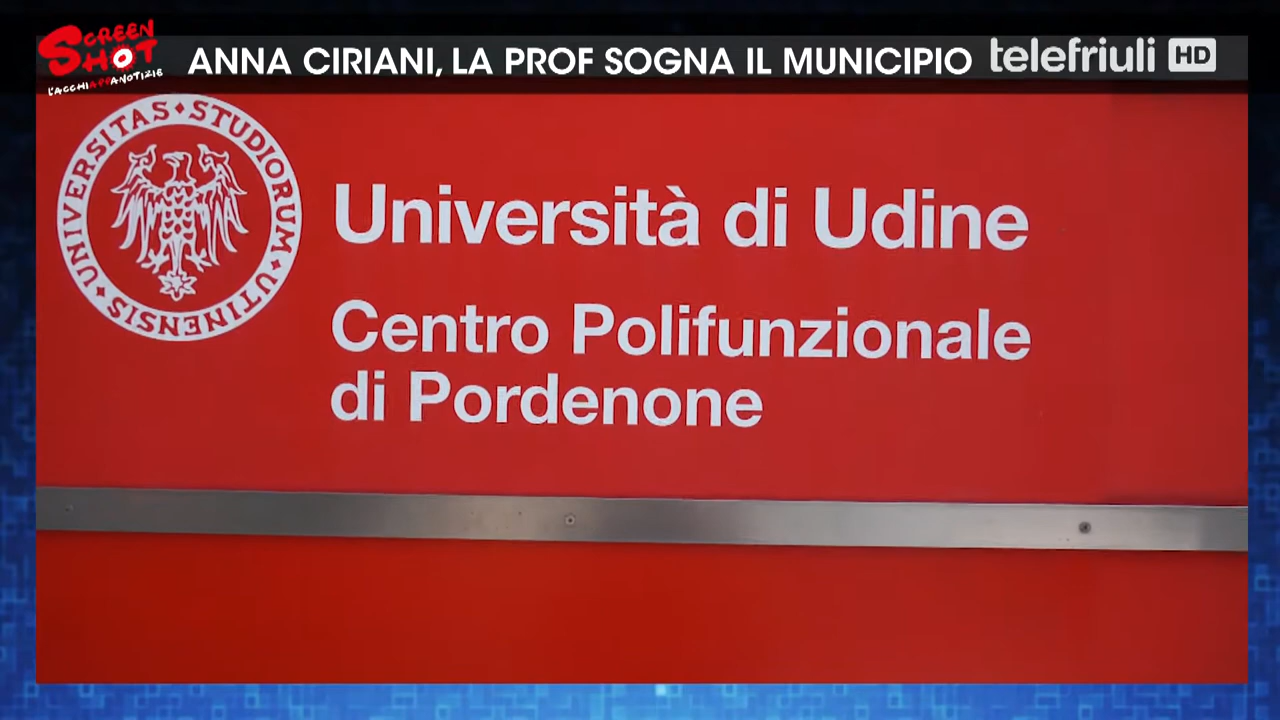 SCREEN
SHOT
L'ACCHIAPPANOTIZIE
ANNA CIRIANI, LA PROF SOGNA IL MUNICIPIO
telefriuli HD
UNIVERSITAS • STUDIORUM • UTINENSIS •
Università di Udine
Centro Polifunzionale
di Pordenone